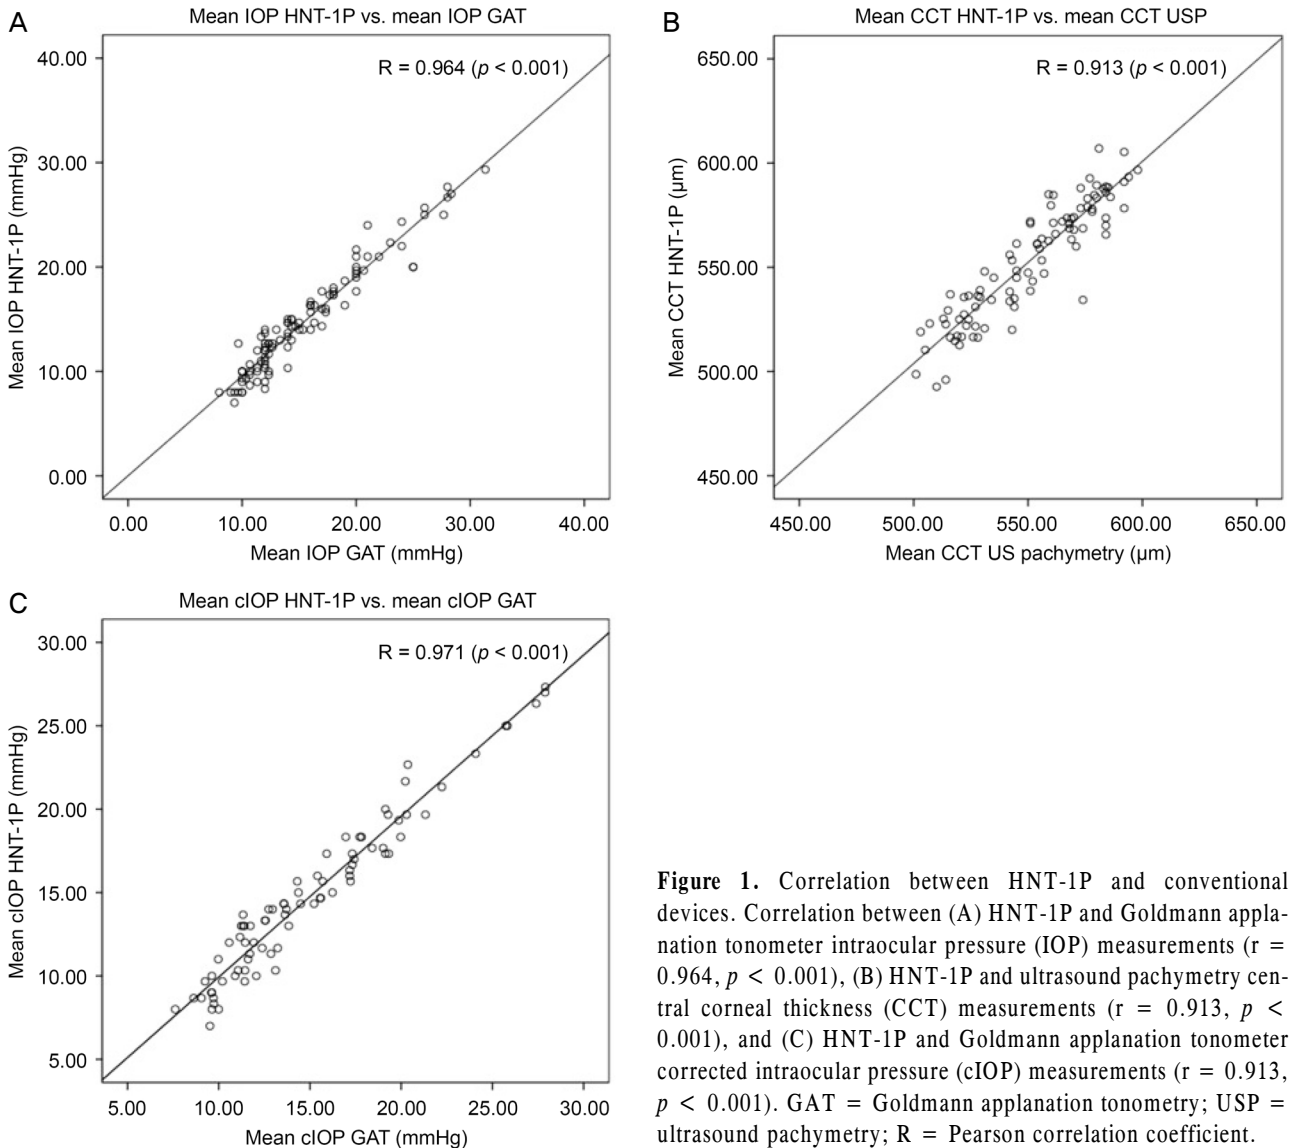 A
Mean IOP HNT-1P vs. mean IOP GAT
R = 0.964 (p < 0.001)
Mean IOP HNT-1P (mmHg)
40.00
30.00
20.00
10.00
0.00
0.00 10.00 20.00 30.00 40.00
Mean IOP GAT (mmHg)
B
Mean CCT HNT-1P vs. mean CCT USP
R = 0.913 (p < 0.001)
Mean CCT HNT-1P (µm)
650.00
600.00
550.00
500.00
450.00
450.00 500.00 550.00 600.00 650.00
Mean CCT US pachymetry (µm)
C
Mean cIOP HNT-1P vs. mean cIOP GAT
R = 0.971 (p < 0.001)
Mean cIOP HNT-1P (mmHg)
30.00
25.00
20.00
15.00
10.00
5.00
5.00 10.00 15.00 20.00 25.00 30.00
Mean cIOP GAT (mmHg)
Figure 1. Correlation between HNT-1P and conventional
devices. Correlation between (A) HNT-1P and Goldmann appla-
nation tonometer intraocular pressure (IOP) measurements (r =
0.964, p < 0.001), (B) HNT-1P and ultrasound pachymetry cen-
tral corneal thickness (CCT) measurements (r = 0.913, p <
0.001), and (C) HNT-1P and Goldmann applanation tonometer
corrected intraocular pressure (cIOP) measurements (r = 0.913,
p < 0.001). GAT = Goldmann applanation tonometry; USP =
ultrasound pachymetry; R = Pearson correlation coefficient.